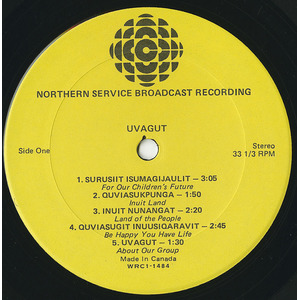 NORTHERN SERVICE BROADCAST RECORDING
UVAGUT
Side One
Stereo
33 1/3 RPM
1. SURUSIIT ISUMAGIJAULIT — 3:05
For Our Children's Future
2. QUVIASUKPUNGA — 1:50
Inuit Land
3. INUIT NUNANGAT — 2:20
Land of the People
4. QUVIASUGIT INUUSIQARAVIT — 2:45
Be Happy You Have Life
5. UVAGUT — 1:30
About Our Group
Made In Canada
WRC1-1484